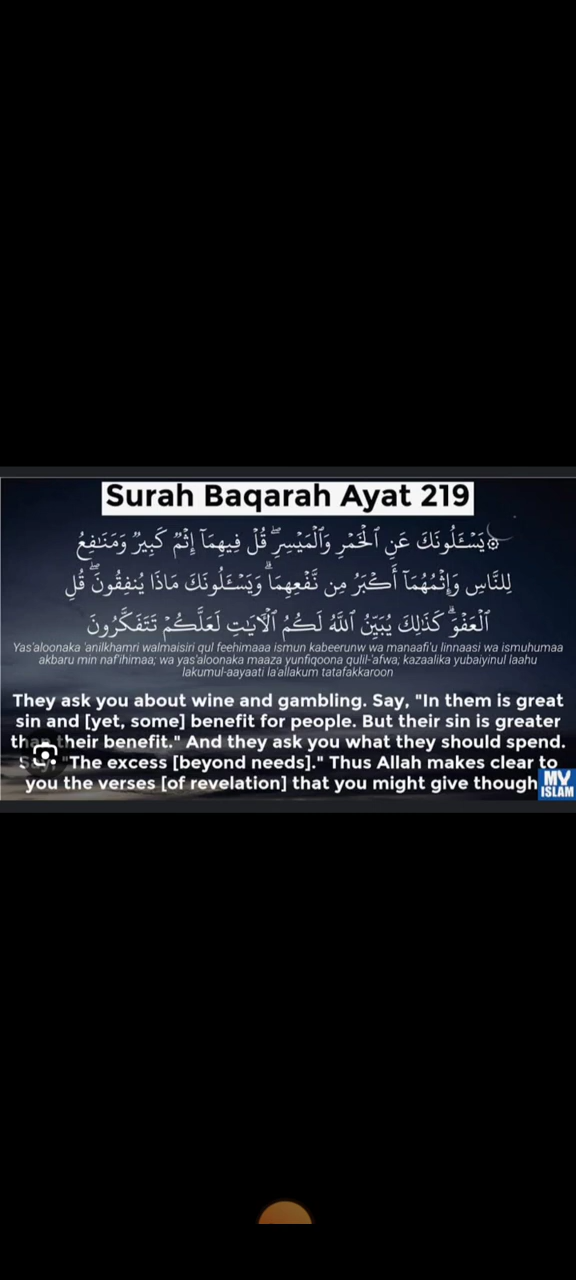 Surah Baqarah Ayat 219
۞يَسْـَٔلُونَكَ عَنِ ٱلْخَمْرِ وَٱلْمَيْسِرِ ۖ قُلْ فِيهِمَآ إِثْمٌ كَبِيرٌ وَمَنَـٰفِعُ
لِلنَّاسِ وَإِثْمُهُمَآ أَكْبَرُ مِن نَّفْعِهِمَا ۗ وَيَسْـَٔلُونَكَ مَاذَا يُنفِقُونَ ۖ قُلِ
ٱلْعَفْوَ ۗ كَذَٰلِكَ يُبَيِّنُ ٱللَّهُ لَكُمُ ٱلْـَٔايَـٰتِ لَعَلَّكُمْ تَتَفَكَّرُونَ
Yas'aloonaka 'anilkhamri walmaisiri qul feehimaaa ismun kabeerunw wa manaafi'u linnaasi wa ismuhumaa
akbaru min naf'ihimaa; wa yas'aloonaka maaza yunfiqoona qulil-'afwa; kazaalika yubaiyinul laahu
lakumul-aayaati la'allakum tatafakkaroon
They ask you about wine and gambling. Say, "In them is great
sin and [yet, some] benefit for people. But their sin is greater
than their benefit." And they ask you what they should spend.
"The excess [beyond needs]." Thus Allah makes clear to
you the verses [of revelation] that you might give though
MY
ISLAM